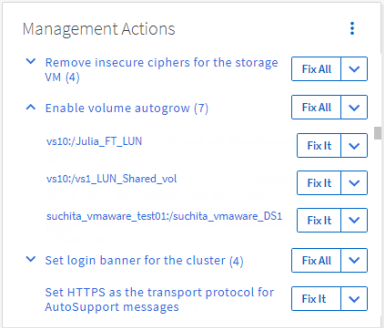 Management Actions
Remove insecure ciphers for the storage
VM (4)
Fix All
Enable volume autogrow (7)
Fix All
vs10:/Julia_FT_LUN
Fix It
vs10:/vs1_LUN_Shared_vol
Fix It
suchita_vmaware_test01:/suchita_vmaware_DS1
Fix It
Set login banner for the cluster (4)
Fix All
Set HTTPS as the transport protocol for
AutoSupport messages
Fix It